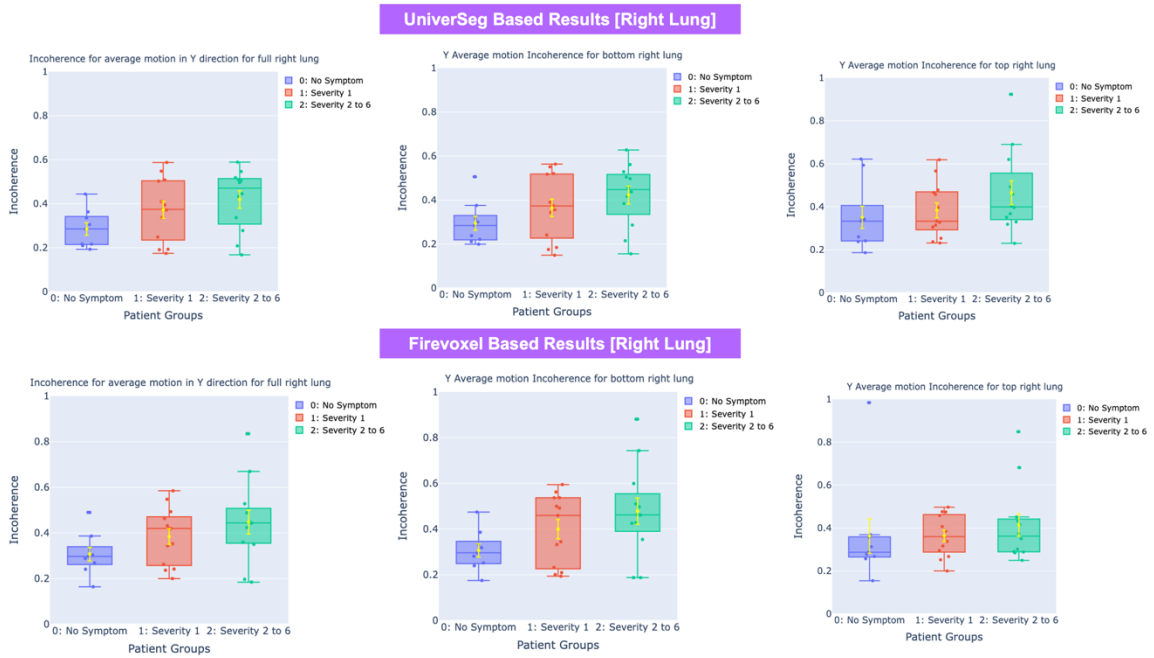 UniverSeg Based Results [Right Lung]
Incoherence for average motion in Y direction for full right lung
1
0.8
0.6
0.4
0.2
0
Incoherence
0: No Symptom
1: Severity 1
2: Severity 2 to 6
Patient Groups
0: No Symptom
1: Severity 1
2: Severity 2 to 6
Y Average motion Incoherence for bottom right lung
1
0.8
0.6
0.4
0.2
0
Incoherence
0: No Symptom
1: Severity 1
2: Severity 2 to 6
Patient Groups
0: No Symptom
1: Severity 1
2: Severity 2 to 6
Y Average motion Incoherence for top right lung
1
0.8
0.6
0.4
0.2
0
Incoherence
0: No Symptom
1: Severity 1
2: Severity 2 to 6
Patient Groups
0: No Symptom
1: Severity 1
2: Severity 2 to 6
Firevoxel Based Results [Right Lung]
Incoherence for average motion in Y direction for full right lung
1
0.8
0.6
0.4
0.2
0
Incoherence
0: No Symptom
1: Severity 1
2: Severity 2 to 6
Patient Groups
0: No Symptom
1: Severity 1
2: Severity 2 to 6
Y Average motion Incoherence for bottom right lung
1
0.8
0.6
0.4
0.2
0
Incoherence
0: No Symptom
1: Severity 1
2: Severity 2 to 6
Patient Groups
0: No Symptom
1: Severity 1
2: Severity 2 to 6
Y Average motion Incoherence for top right lung
1
0.8
0.6
0.4
0.2
0
Incoherence
0: No Symptom
1: Severity 1
2: Severity 2 to 6
Patient Groups
0: No Symptom
1: Severity 1
2: Severity 2 to 6